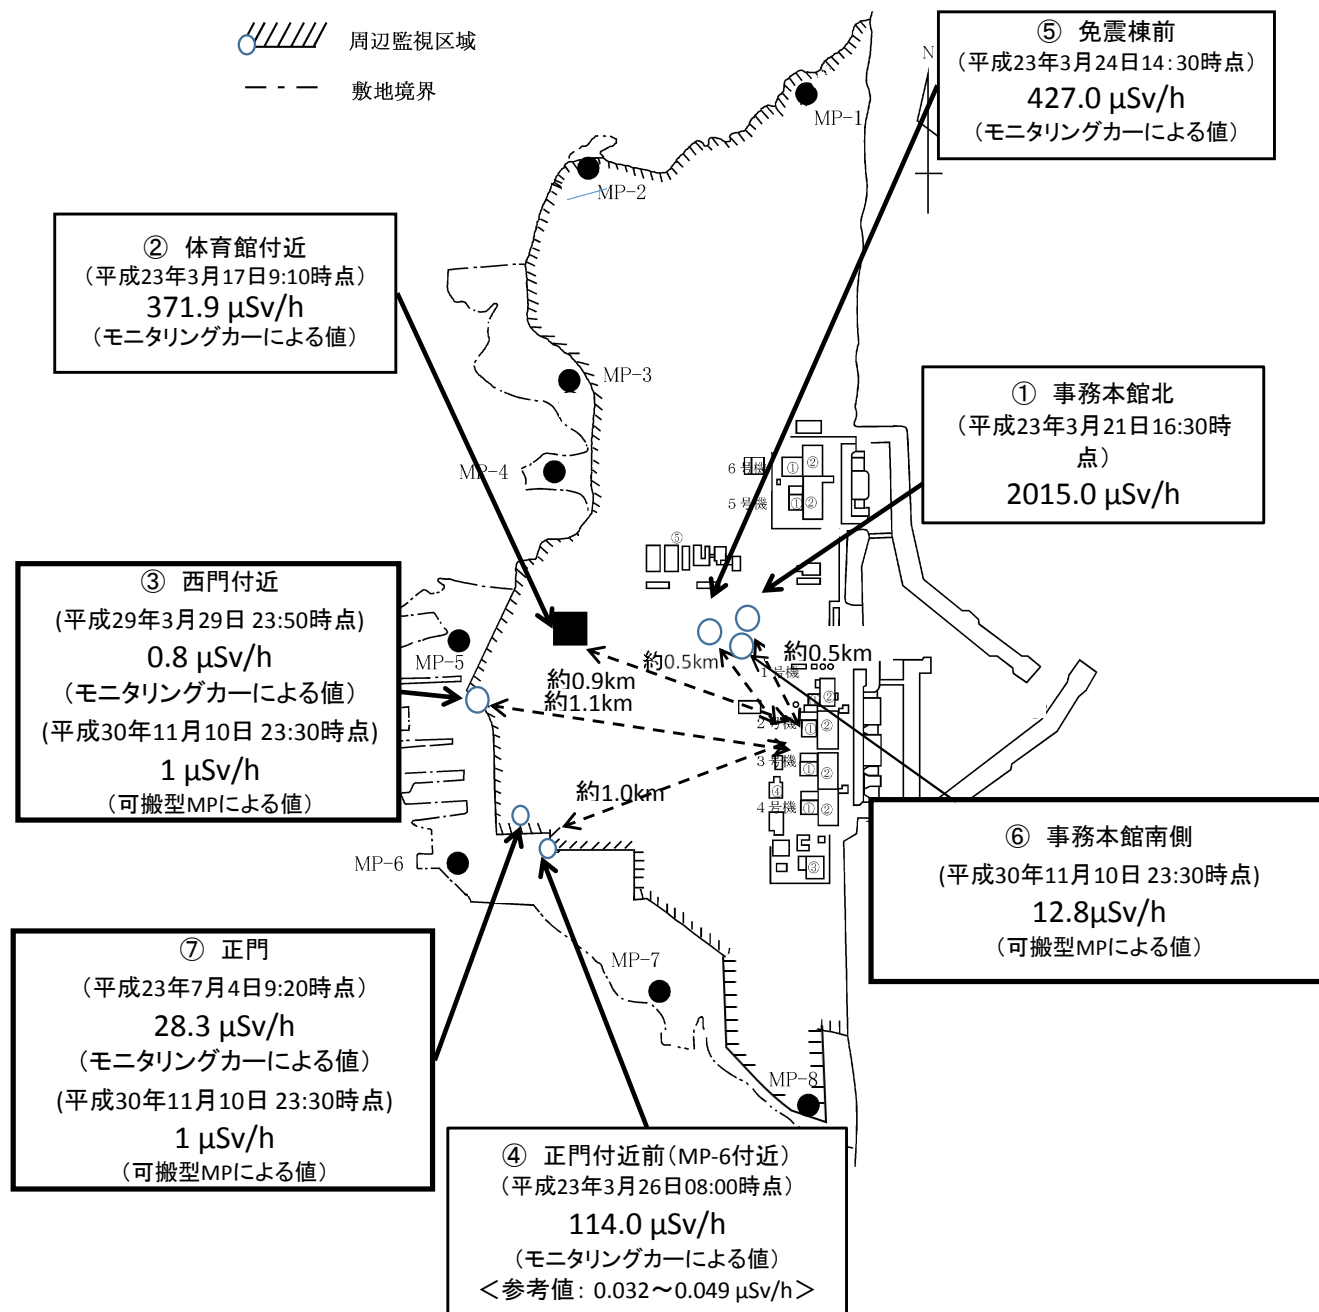 周辺監視区域
敷地境界
⑤ 免震棟前
(平成23年3月24日14:30時点)
427.0 μSv/h
(モニタリングカーによる値)
N
MP-1
MP-2
② 体育館付近
(平成23年3月17日9:10時点)
371.9 μSv/h
(モニタリングカーによる値)
MP-3
① 事務本館北
(平成23年3月21日16:30時
点)
2015.0 μSv/h
MP-4
6号機
① ②
5号機
① ②
⑤
③ 西門付近
(平成29年3月29日 23:50時点)
0.8 μSv/h
(モニタリングカーによる値)
(平成30年11月10日 23:30時点)
1 μSv/h
(可搬型MPによる値)
MP-5
約0.5km
約0.5km
約0.9km
約1.1km
1号機
②
2号機
① ②
3号機
① ②
④
4号機
① ②
③
約1.0km
⑥ 事務本館南側
(平成30年11月10日 23:30時点)
12.8μSv/h
(可搬型MPによる値)
MP-6
⑦ 正門
(平成23年7月4日9:20時点)
28.3 μSv/h
(モニタリングカーによる値)
(平成30年11月10日 23:30時点)
1 μSv/h
(可搬型MPによる値)
MP-7
MP-8
④ 正門付近前(MP-6付近)
(平成23年3月26日08:00時点)
114.0 μSv/h
(モニタリングカーによる値)
<参考値: 0.032～0.049 μSv/h>